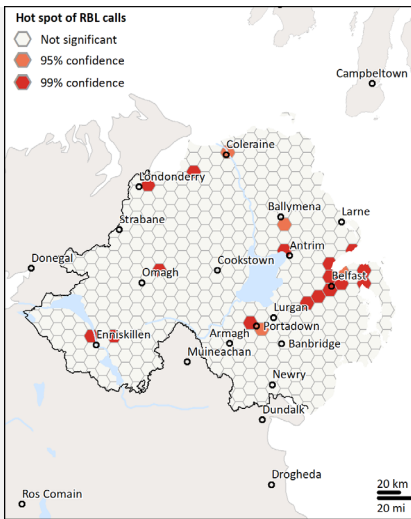 Hot spot of RBL calls
Not significant
95% confidence
99% confidence
Campbeltown
Coleraine
Londonderry
Ballymena
Larne
Strabane
Donegal
Antrim
Omagh
Cookstown
Belfast
Lurgan
Enniskillen
Armagh
Portadown
Muineachan
Banbridge
Newry
Dundalk
Drogheda
Ros Comain
20 km
20 mi